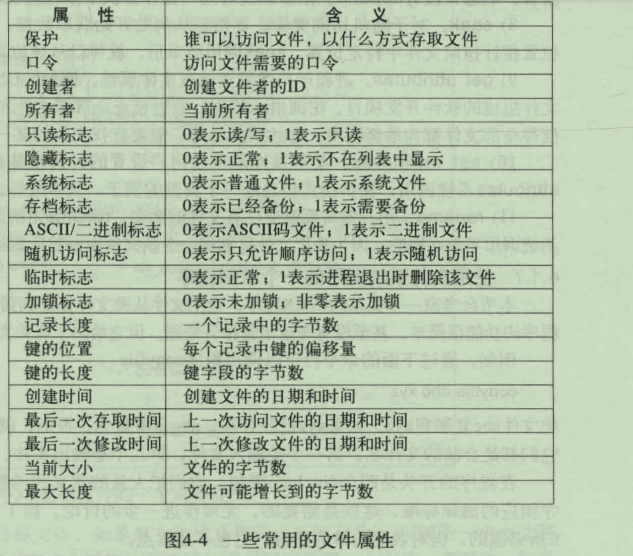 属 性 含 义
保护 谁可以访问文件，以什么方式存取文件
口令 访问文件需要的口令
创建者 创建文件者的ID
所有者 当前所有者
只读标志 0表示读/写；1表示只读
隐藏标志 0表示正常；1表示不在列表中显示
系统标志 0表示普通文件；1表示系统文件
存档标志 0表示已经备份；1表示需要备份
ASCII/二进制标志 0表示ASCII码文件；1表示二进制文件
随机访问标志 0表示只允许顺序访问；1表示随机访问
临时标志 0表示正常；1表示进程退出时删除该文件
加锁标志 0表示未加锁；非零表示加锁
记录长度 一个记录中的字节数
键的位置 每个记录中键的偏移量
键的长度 键字段的字节数
创建时间 创建文件的日期和时间
最后一次存取时间 上一次访问文件的日期和时间
最后一次修改时间 上一次修改文件的日期和时间
当前大小 文件的字节数
最大长度 文件可能增长到的字节数
图4-4 一些常用的文件属性